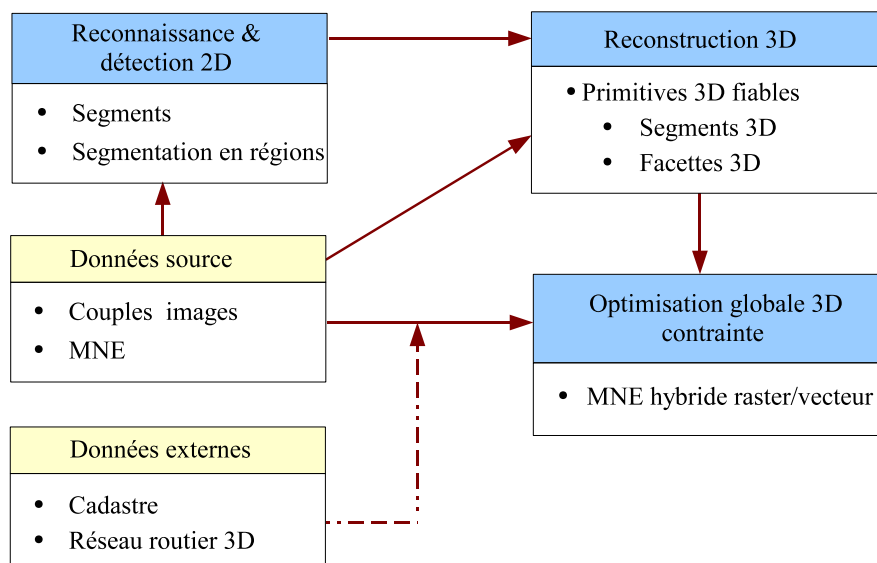 Reconnaissance &
détection 2D
• Segments
• Segmentation en régions
Reconstruction 3D
• Primitives 3D fiables
• Segments 3D
• Facettes 3D
Données source
• Couples images
• MNE
Optimisation globale 3D
contrainte
• MNE hybride raster/vecteur
Données externes
• Cadastre
• Réseau routier 3D